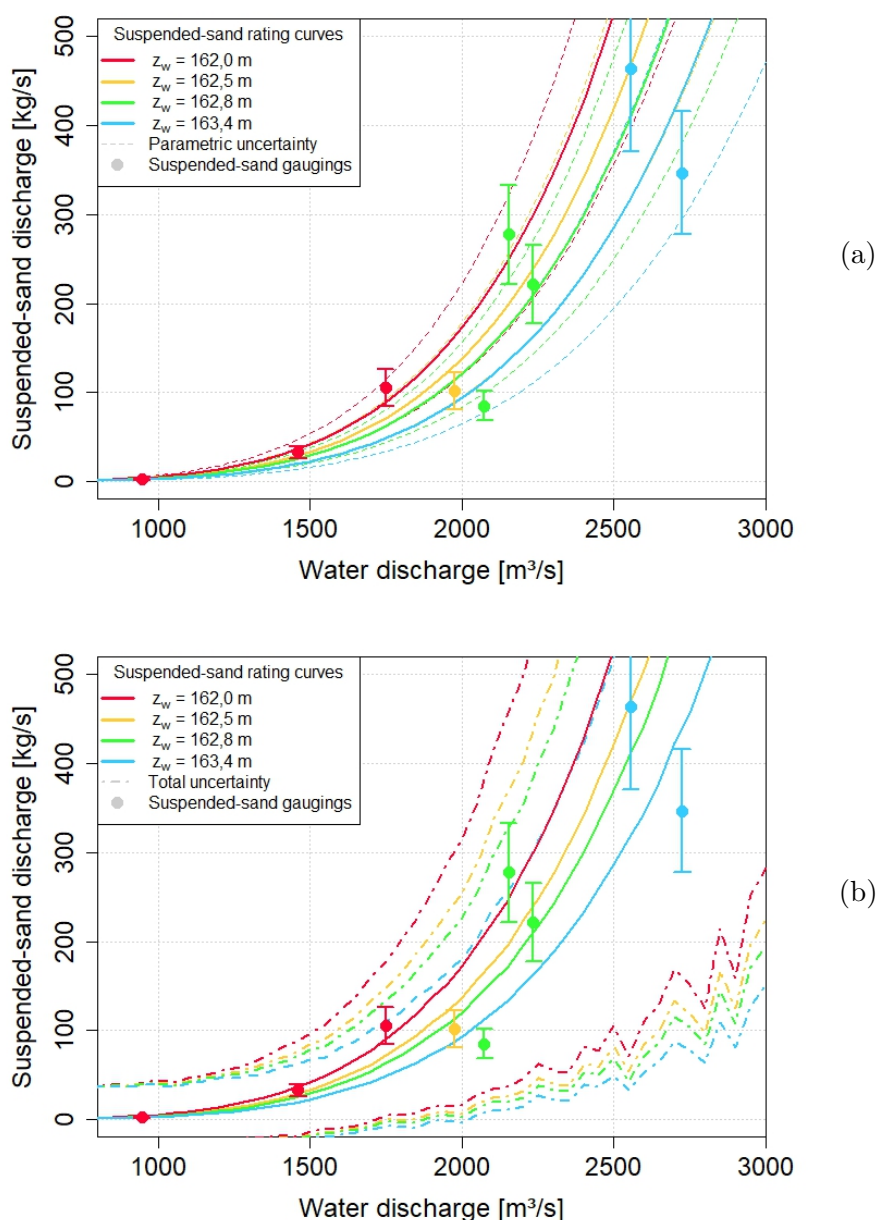 Suspended-sand rating curves
z_w = 162,0 m
z_w = 162,5 m
z_w = 162,8 m
z_w = 163,4 m
Parametric uncertainty
Suspended-sand gaugings
Suspended-sand discharge [kg/s]
500
400
300
200
100
0
1000 1500 2000 2500 3000
Water discharge [m³/s]
(a)
Suspended-sand rating curves
z_w = 162,0 m
z_w = 162,5 m
z_w = 162,8 m
z_w = 163,4 m
Total uncertainty
Suspended-sand gaugings
Suspended-sand discharge [kg/s]
500
400
300
200
100
0
1000 1500 2000 2500 3000
Water discharge [m³/s]
(b)